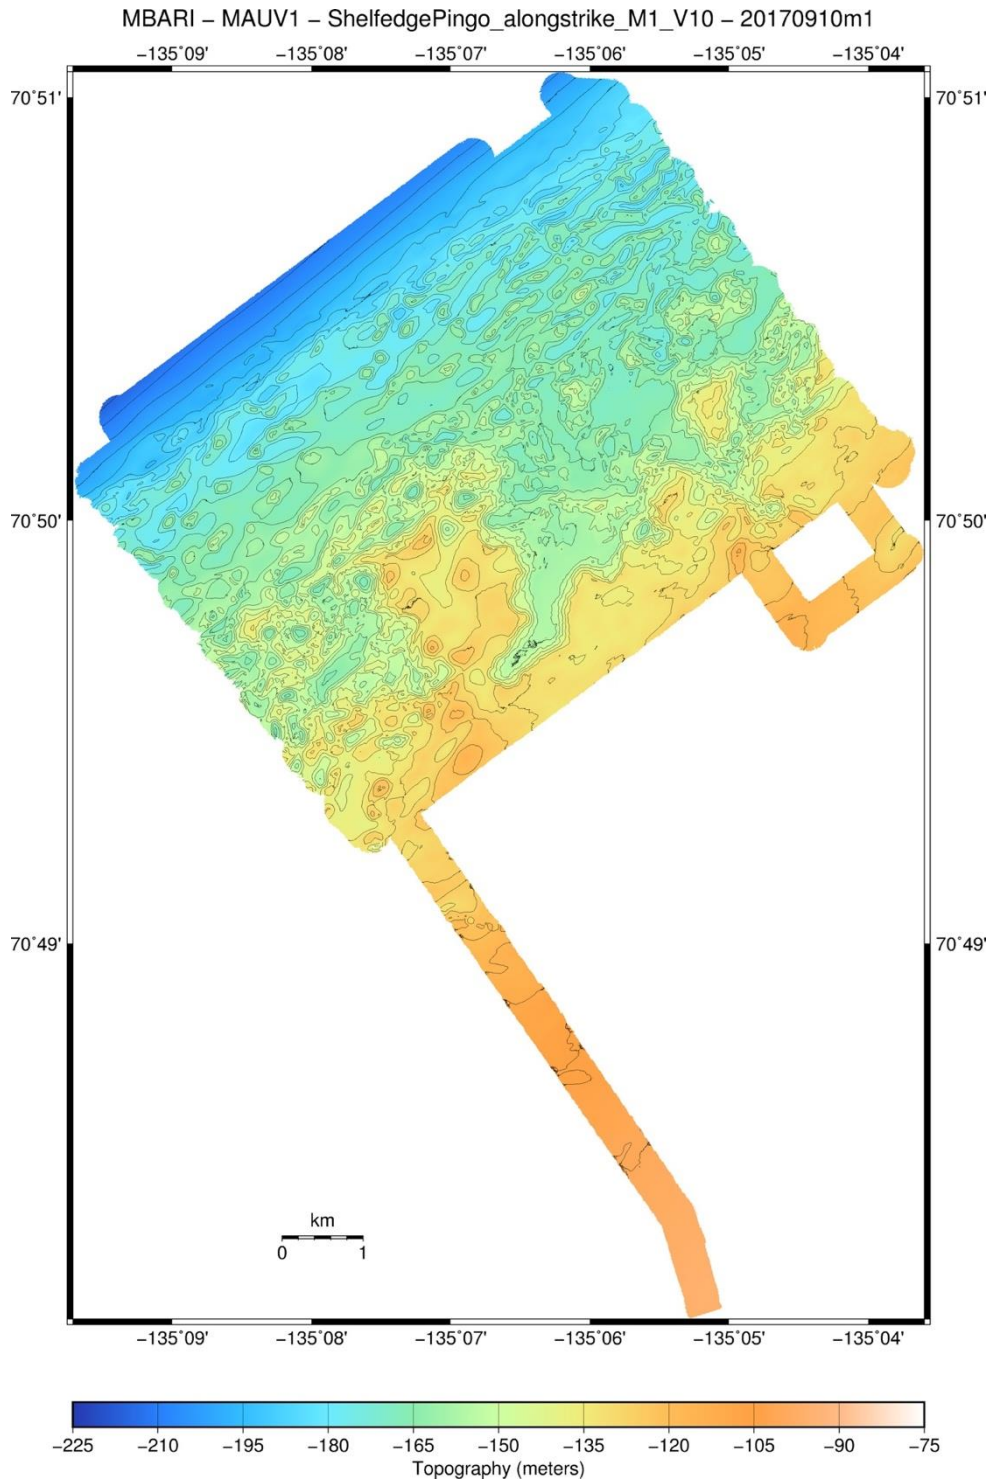 MBARI – MAUV1 – ShelfedgePingo_alongstrike_M1_V10 – 20170910m1
−135˚09' −135˚08' −135˚07' −135˚06' −135˚05' −135˚04'
70˚51' 70˚51'
70˚50' 70˚50'
70˚49' 70˚49'
km
0 1
−135˚09' −135˚08' −135˚07' −135˚06' −135˚05' −135˚04'
−225 −210 −195 −180 −165 −150 −135 −120 −105 −90 −75
Topography (meters)